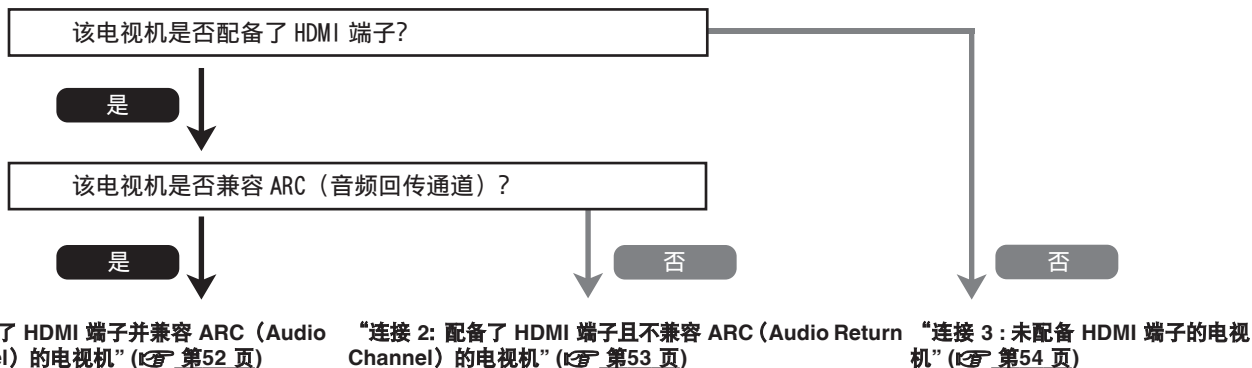 该电视机是否配备了 HDMI 端子?
是
该电视机是否兼容 ARC（音频回传通道）?
是
否
否
了 HDMI 端子并兼容 ARC（Audio
）的电视机” (☞ 第52 页)
“连接 2: 配备了 HDMI 端子且不兼容 ARC（Audio Return
Channel）的电视机” (☞ 第53 页)
“连接 3 : 未配备 HDMI 端子的电视
机” (☞ 第54 页)